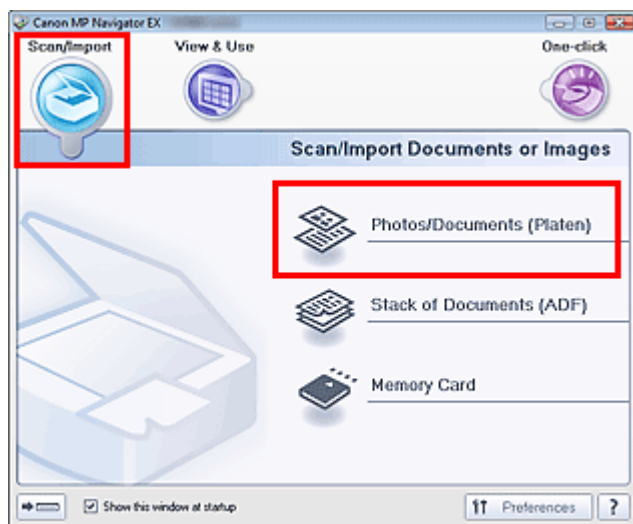 Canon MP Navigator EX
Scan/Import
View & Use
One-click
Scan/Import Documents or Images
Photos/Documents (Platen)
Stack of Documents (ADF)
Memory Card
Show this window at startup
Preferences
?